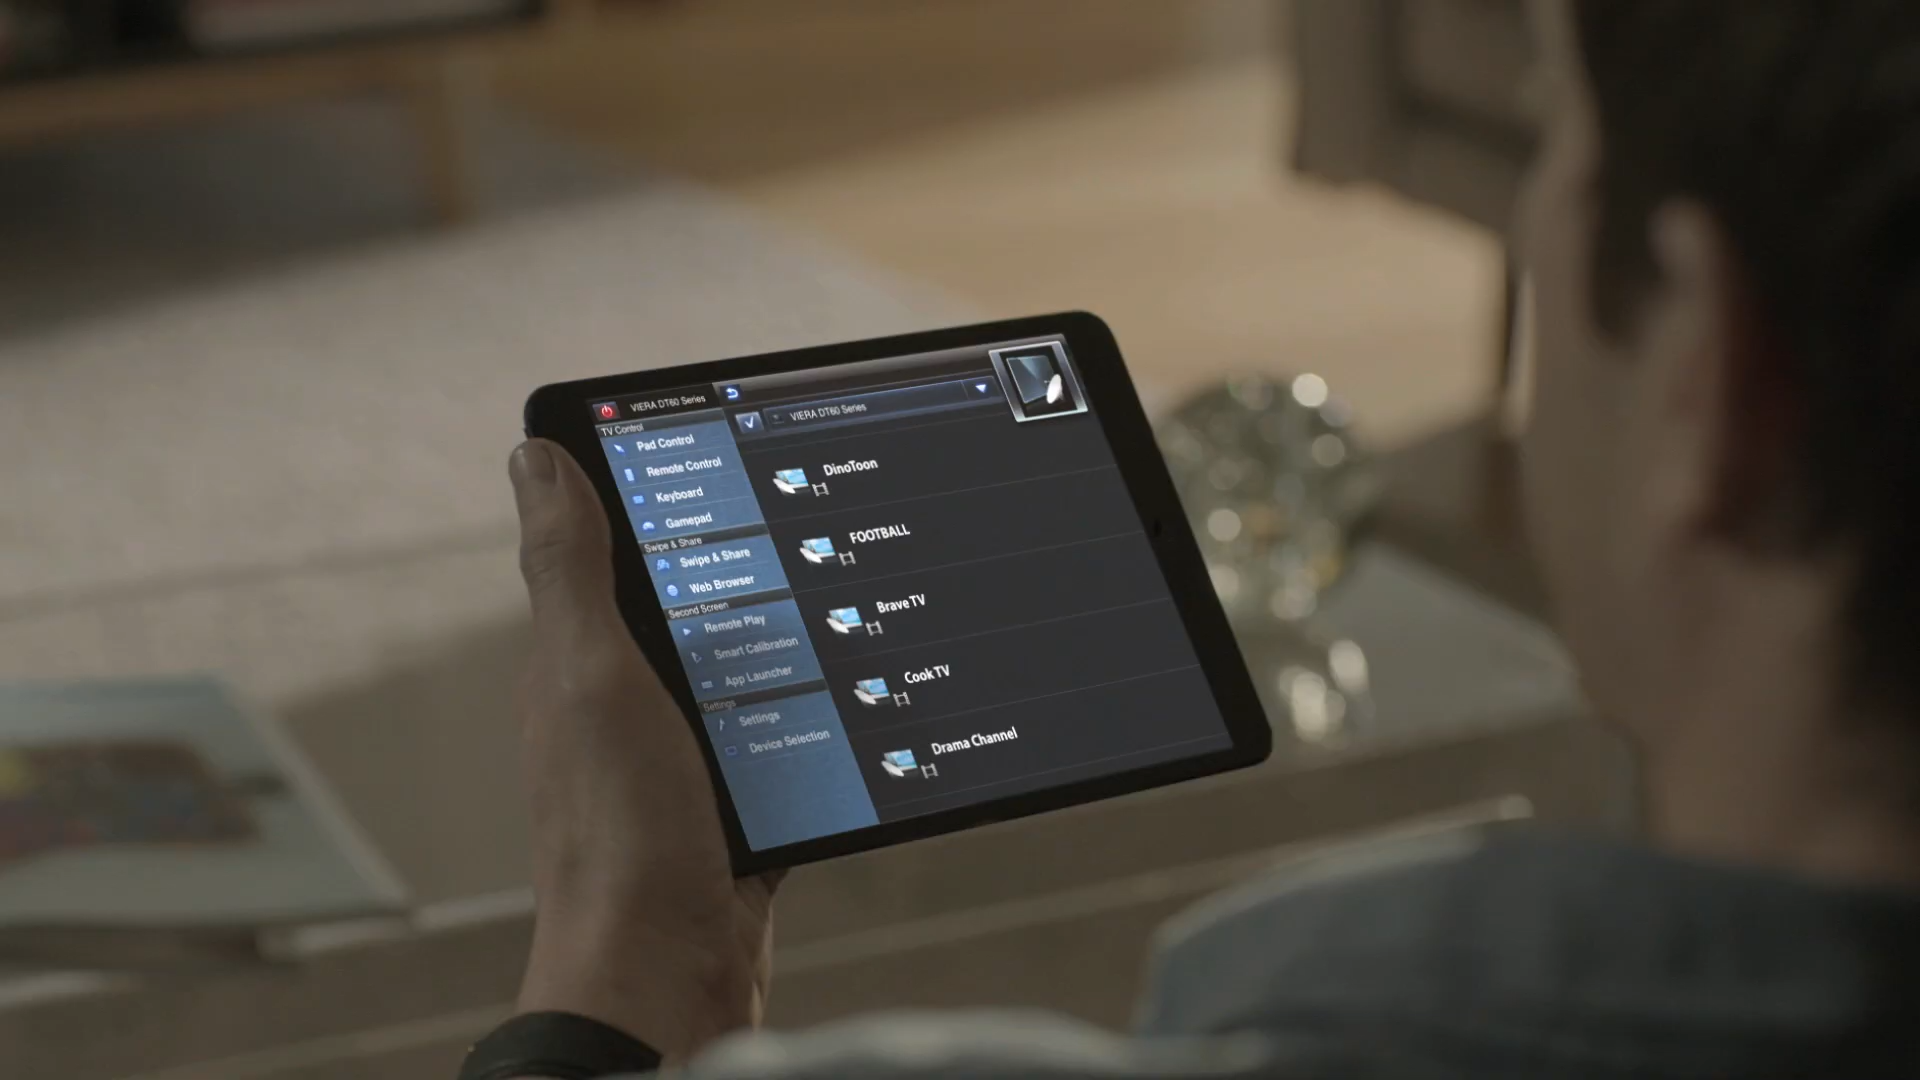 VIERA DT60 Series
TV Control
Pad Control
Remote Control
Keyboard
Gamepad
Swipe & Share
Swipe & Share
Web Browser
Second Screen
Remote Play
Smart Calibration
App Launcher
Settings
Settings
Device Selection
VIERA DT60 Series
DinoToon
FOOTBALL
Brave TV
Cook TV
Drama Channel